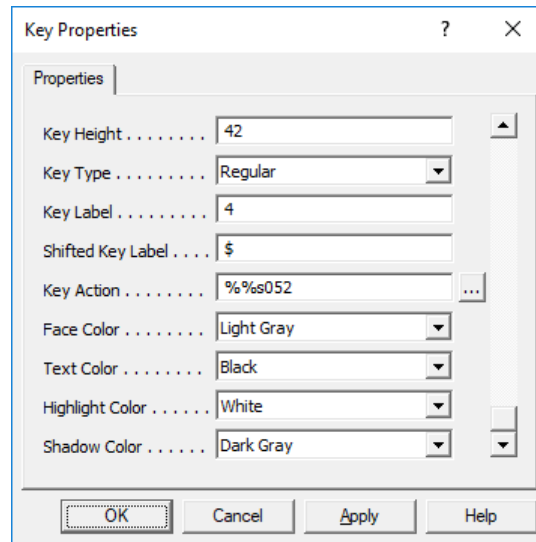 Key Properties ?
Properties
Key Height . . . . . . . . 42
Key Type . . . . . . . . . Regular
Key Label . . . . . . . . . 4
Shifted Key Label . . . . $
Key Action . . . . . . . . %%s052 ...
Face Color . . . . . . . . Light Gray
Text Color . . . . . . . . Black
Highlight Color . . . . . . White
Shadow Color . . . . . . Dark Gray
OK Cancel Apply Help